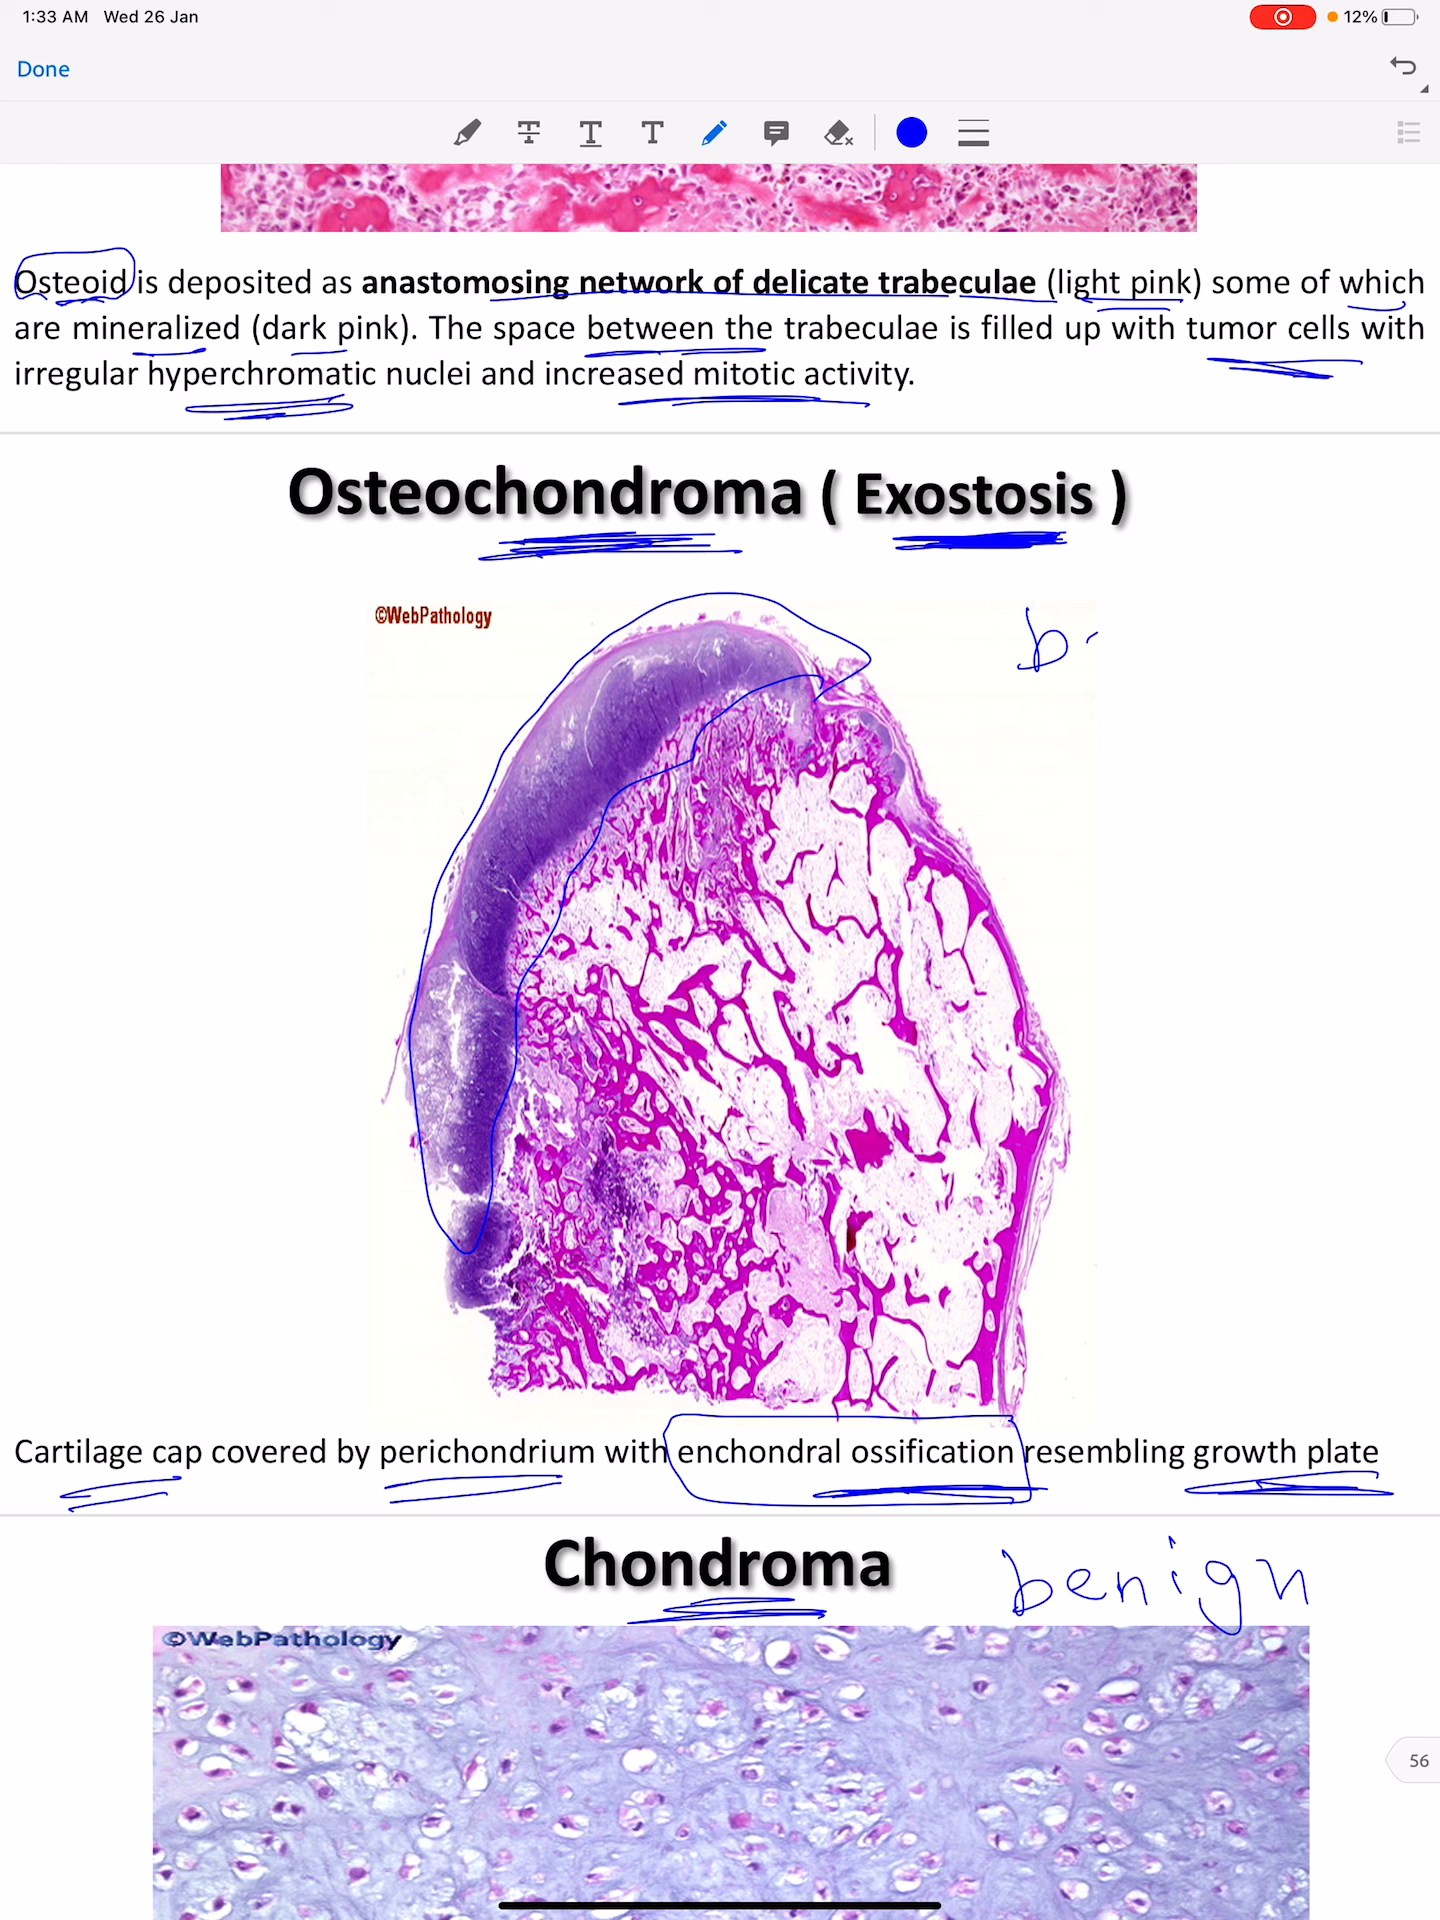 1:33 AM Wed 26 Jan
12%
Done
T T T
Osteoid is deposited as anastomosing network of delicate trabeculae (light pink) some of which
are mineralized (dark pink). The space between the trabeculae is filled up with tumor cells with
irregular hyperchromatic nuclei and increased mitotic activity.
Osteochondroma ( Exostosis )
©WebPathology
b
Cartilage cap covered by perichondrium with enchondral ossification resembling growth plate
Chondroma
benign
©WebPathology
56